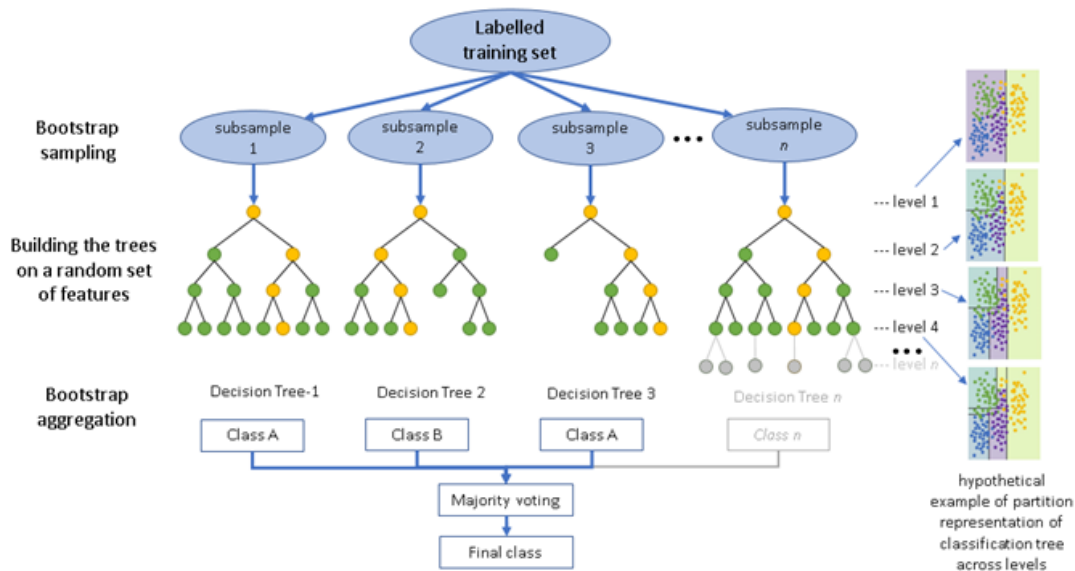 Labelled
training set
Bootstrap
sampling
subsample
1
subsample
2
subsample
3
•••
subsample
n
Building the trees
on a random set
of features
--- level 1
--- level 2
--- level 3
--- level 4
•••
--- level n
Bootstrap
aggregation
Decision Tree-1
Decision Tree 2
Decision Tree 3
Decision Tree n
Class A
Class B
Class A
Class n
Majority voting
Final class
hypothetical
example of partition
representation of
classification tree
across levels